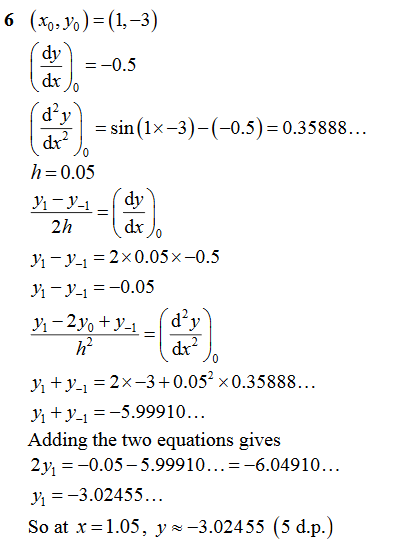 6 (x₀, y₀) = (1, −3)
(dy/dx)₀ = −0.5
(d²y/dx²)₀ = sin(1×−3)−(−0.5) = 0.35888…
h = 0.05
(y₁ − y₋₁)/2h = (dy/dx)₀
y₁ − y₋₁ = 2×0.05×−0.5
y₁ − y₋₁ = −0.05
(y₁ − 2y₀ + y₋₁)/h² = (d²y/dx²)₀
y₁ + y₋₁ = 2×−3 + 0.05² ×0.35888…
y₁ + y₋₁ = −5.99910…
Adding the two equations gives
2y₁ = −0.05 − 5.99910… = −6.04910…
y₁ = −3.02455…
So at x = 1.05, y ≈ −3.02455 (5 d.p.)